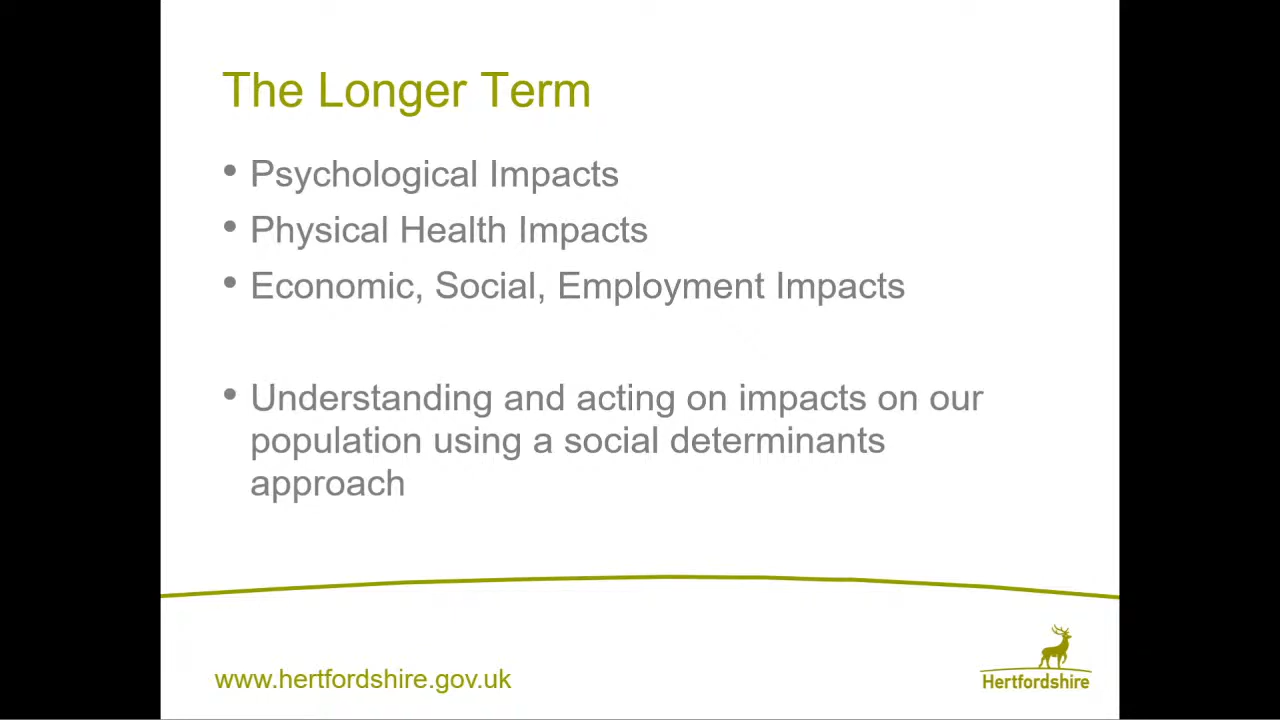 The Longer Term
• Psychological Impacts
• Physical Health Impacts
• Economic, Social, Employment Impacts
• Understanding and acting on impacts on our
population using a social determinants
approach
www.hertfordshire.gov.uk
Hertfordshire